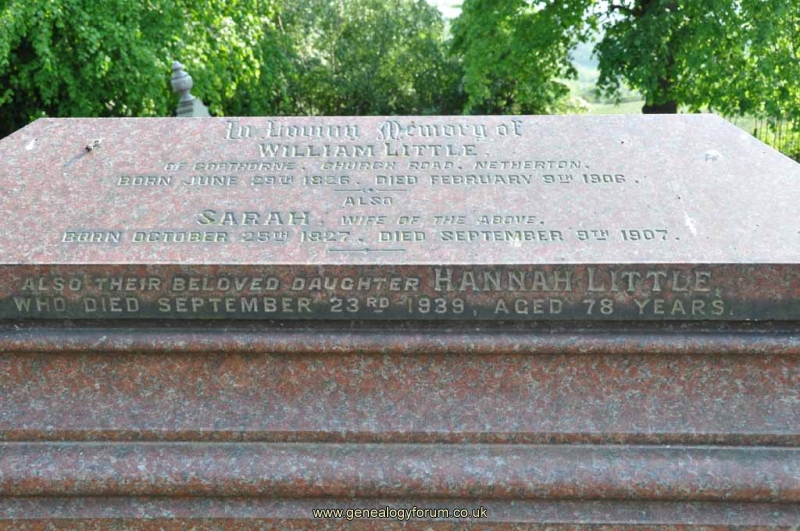 In Loving Memory of
WILLIAM LITTLE.
OF GOWTHORNE, CHURCH ROAD, NETHERTON.
BORN JUNE 29TH 1826. DIED FEBRUARY 9TH 1906.
ALSO
SARAH, WIFE OF THE ABOVE.
BORN OCTOBER 25TH 1827. DIED SEPTEMBER 9TH 1907.
ALSO THEIR BELOVED DAUGHTER HANNAH LITTLE,
WHO DIED SEPTEMBER 23RD 1939, AGED 78 YEARS.
www.genealogyforum.co.uk